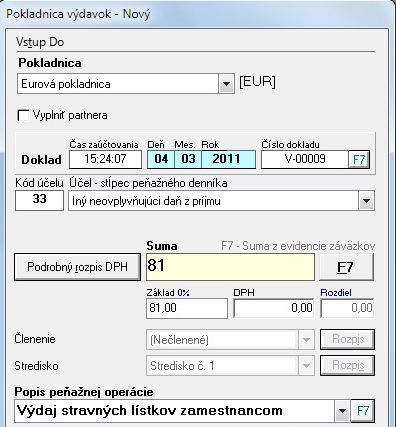 Pokladnica výdavok - Nový
Vstup Do
Pokladnica
Eurová pokladnica [EUR]
Vyplniť partnera
Čas zaúčtovania Deň Mes. Rok Číslo dokladu
Doklad 15:24:07 04 03 2011 V-00009 F7
Kód účelu Účel - stĺpec peňažného denníka
33 Iný neovplyvňujúci daň z príjmu
Suma F7 - Suma z evidencie záväzkov
Podrobný rozpis DPH 81 F7
Základ 0% DPH Rozdiel
81,00 0,00 0,00
Členenie (Nečlenené) Rozpis
Stredisko Stredisko č. 1 Rozpis
Popis peňažnej operácie
Výdaj stravných lístkov zamestnancom F7